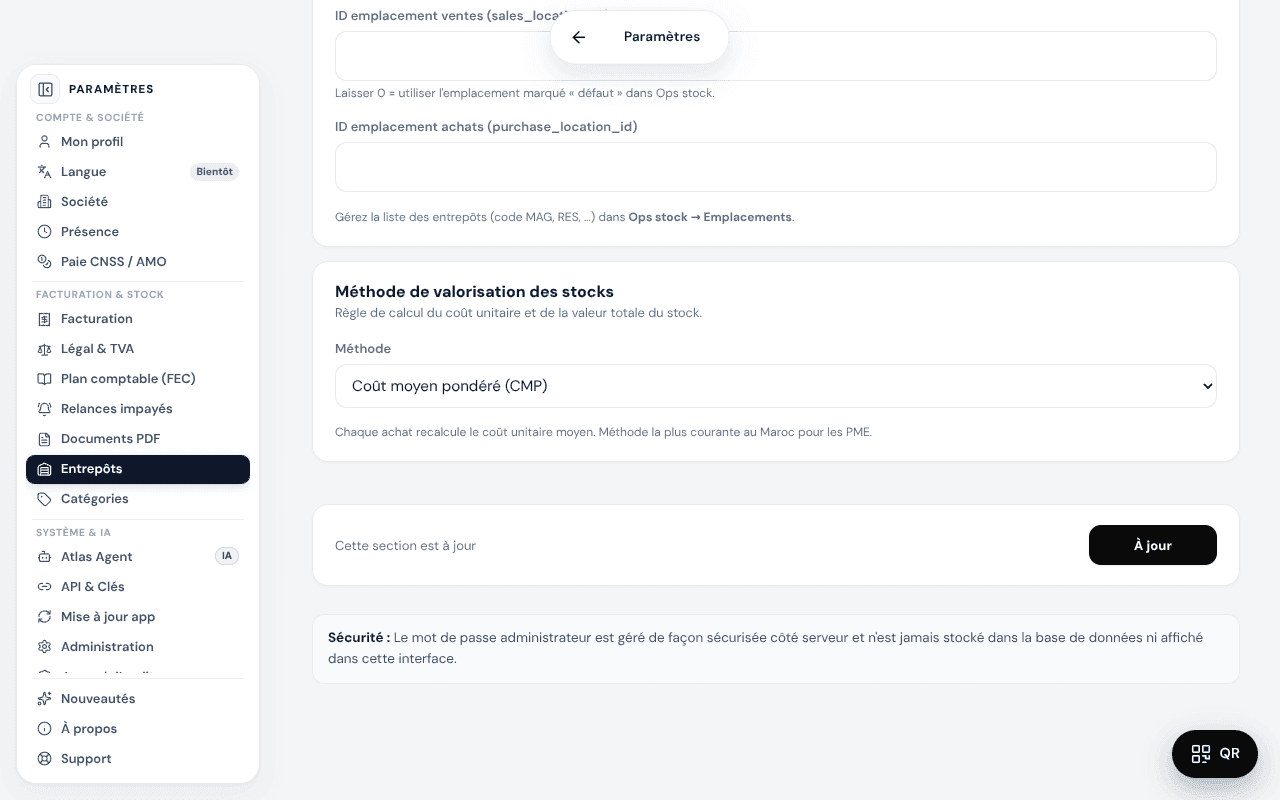 PARAMÈTRES
COMPTE & SOCIÉTÉ
Mon profil
Langue
Bientôt
Société
Présence
Paie CNSS / AMO
FACTURATION & STOCK
Facturation
Légal & TVA
Plan comptable (FEC)
Relances impayés
Documents PDF
Entrepôts
Catégories
SYSTÈME & IA
Atlas Agent
IA
API & Clés
Mise à jour app
Administration
Nouveautés
À propos
Support
Paramètres
ID emplacement ventes
Laisser 0 = utiliser l'emplacement marqué « défaut » dans Ops stock.
ID emplacement achats (purchase_location_id)
Gérez la liste des entrepôts (code MAG, RES, …) dans Ops stock → Emplacements.
Méthode de valorisation des stocks
Règle de calcul du coût unitaire et de la valeur totale du stock.
Méthode
Coût moyen pondéré (CMP)
Chaque achat recalcule le coût unitaire moyen. Méthode la plus courante au Maroc pour les PME.
Cette section est à jour
À jour
Sécurité : Le mot de passe administrateur est géré de façon sécurisée côté serveur et n'est jamais stocké dans la base de données ni affiché
dans cette interface.
QR